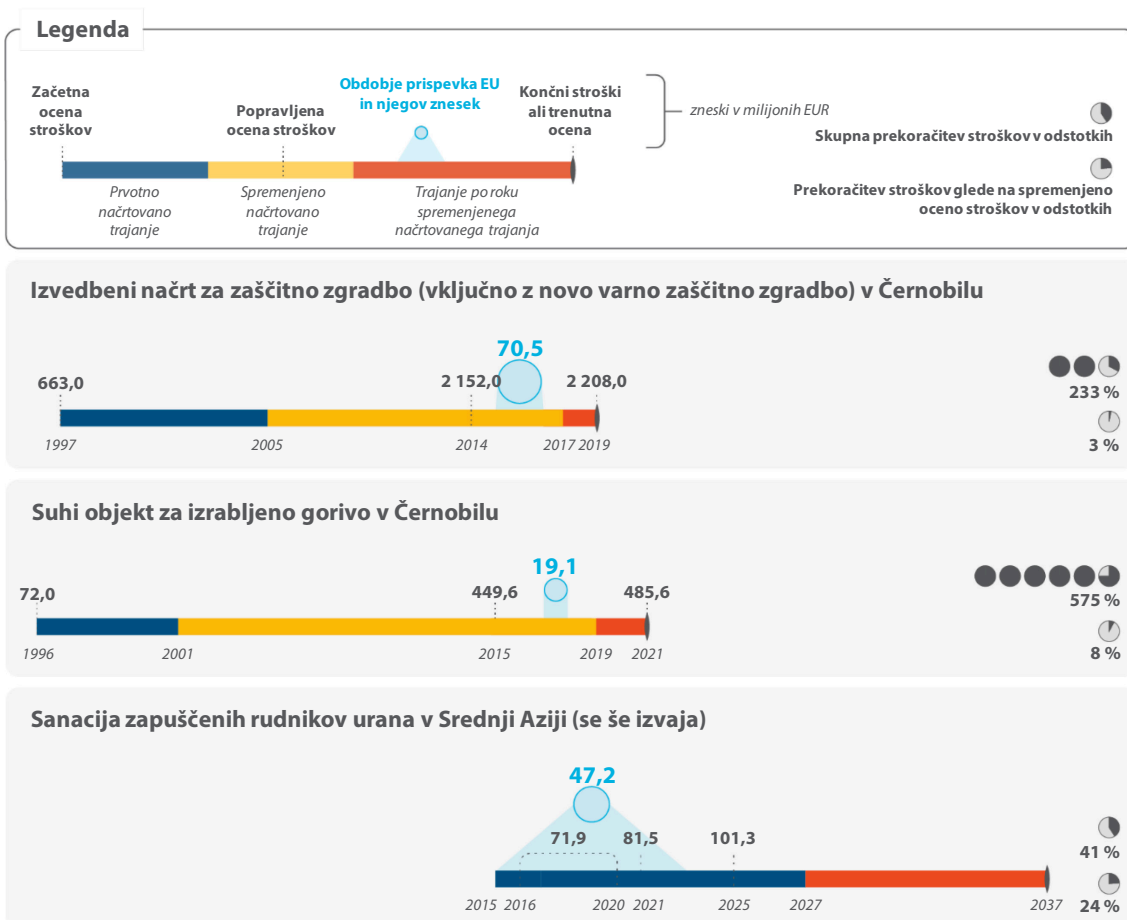 Legenda
Začetna
ocena
stroškov
Popravljena
ocena stroškov
Obdobje prispevka EU
in njegov znesek
Končni stroški
ali trenutna
ocena
zneski v milijonih EUR
Skupna prekoračitev stroškov v odstotkih
Prvotno
načrtovano
trajanje
Spremenjeno
načrtovano
trajanje
Trajanje po roku
spremenjenega
načrtovanega trajanja
Prekoračitev stroškov glede na spremenjeno
oceno stroškov v odstotkih
Izvedbeni načrt za zaščitno zgradbo (vključno z novo varno zaščitno zgradbo) v Černobilu
70,5
663,0
2 152,0
2 208,0
233 %
1997
2005
2014
2017
2019
3 %
Suhi objekt za izrabljeno gorivo v Černobilu
19,1
72,0
449,6
485,6
575 %
1996
2001
2015
2019
2021
8 %
Sanacija zapuščenih rudnikov urana v Srednji Aziji (se še izvaja)
47,2
71,9
81,5
101,3
41 %
2015
2016
2020
2021
2025
2027
2037
24 %